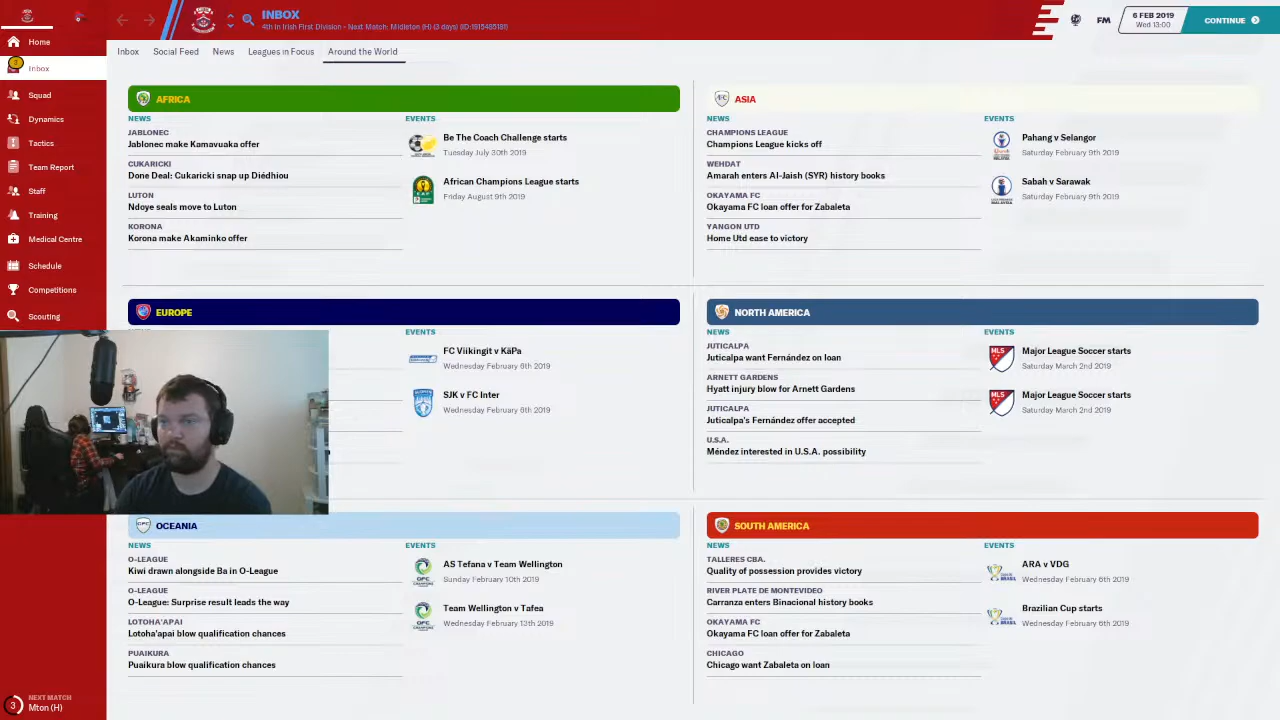 INBOX
4th in Irish First Division - Next Match: Midleton (H) (3 days) (ID:1915485181)
FM
6 FEB 2019
Wed 13:00
CONTINUE
Home
Inbox
Squad
Dynamics
Tactics
Team Report
Staff
Training
Medical Centre
Schedule
Competitions
Scouting
3
NEXT MATCH
Mton (H)
Inbox
Social Feed
News
Leagues in Focus
Around the World
AFRICA
NEWS
JABLONEC
Jablonec make Kamavuaka offer
CUKARICKI
Done Deal: Cukaricki snap up Diédhiou
LUTON
Ndoye seals move to Luton
KORONA
Korona make Akaminko offer
EVENTS
Be The Coach Challenge starts
Tuesday July 30th 2019
African Champions League starts
Friday August 9th 2019
ASIA
NEWS
CHAMPIONS LEAGUE
Champions League kicks off
WEHDAT
Amarah enters Al-Jaish (SYR) history books
OKAYAMA FC
Okayama FC loan offer for Zabaleta
YANGON UTD
Home Utd ease to victory
EVENTS
Pahang v Selangor
Saturday February 9th 2019
Sabah v Sarawak
Saturday February 9th 2019
EUROPE
EVENTS
FC Viikingit v KäPa
Wednesday February 6th 2019
SJK v FC Inter
Wednesday February 6th 2019
NORTH AMERICA
NEWS
JUTICALPA
Juticalpa want Fernández on loan
ARNETT GARDENS
Hyatt injury blow for Arnett Gardens
JUTICALPA
Juticalpa's Fernández offer accepted
U.S.A.
Méndez interested in U.S.A. possibility
EVENTS
Major League Soccer starts
Saturday March 2nd 2019
Major League Soccer starts
Saturday March 2nd 2019
OCEANIA
NEWS
O-LEAGUE
Kiwi drawn alongside Ba in O-League
O-LEAGUE
O-League: Surprise result leads the way
LOTOHA'APAI
Lotoha'apai blow qualification chances
PUAIKURA
Puaikura blow qualification chances
EVENTS
AS Tefana v Team Wellington
Sunday February 10th 2019
Team Wellington v Tafea
Wednesday February 13th 2019
SOUTH AMERICA
NEWS
TALLERES CBA.
Quality of possession provides victory
RIVER PLATE DE MONTEVIDEO
Carranza enters Binacional history books
OKAYAMA FC
Okayama FC loan offer for Zabaleta
CHICAGO
Chicago want Zabaleta on loan
EVENTS
ARA v VDG
Wednesday February 6th 2019
Brazilian Cup starts
Wednesday February 6th 2019